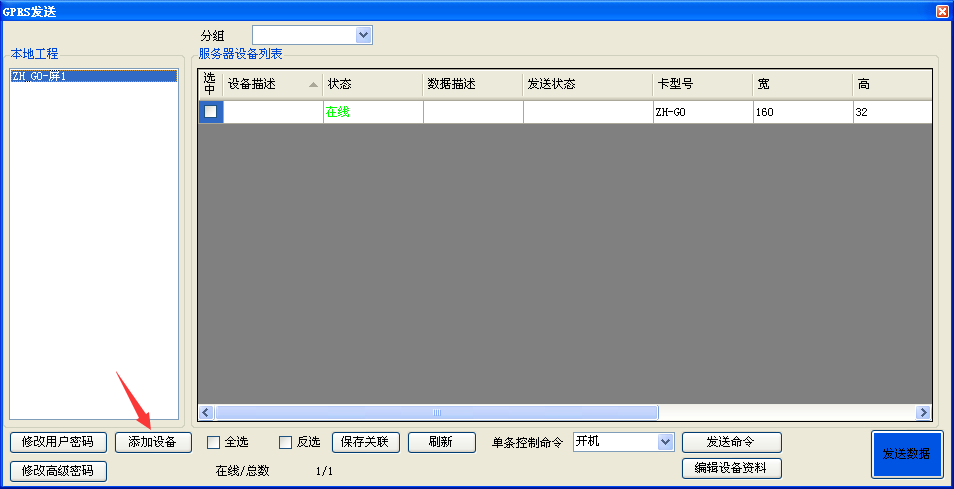 GPRS发送
分组
本地工程
服务器设备列表
ZH_G0-屏1
选中 设备描述 状态 数据描述 发送状态 卡型号 宽 高
在线 ZH-G0 160 32
修改用户密码 添加设备 全选 反选 保存关联 刷新 单条控制命令 开机 发送命令 发送数据
修改高级密码 在线/总数 1/1 编辑设备资料